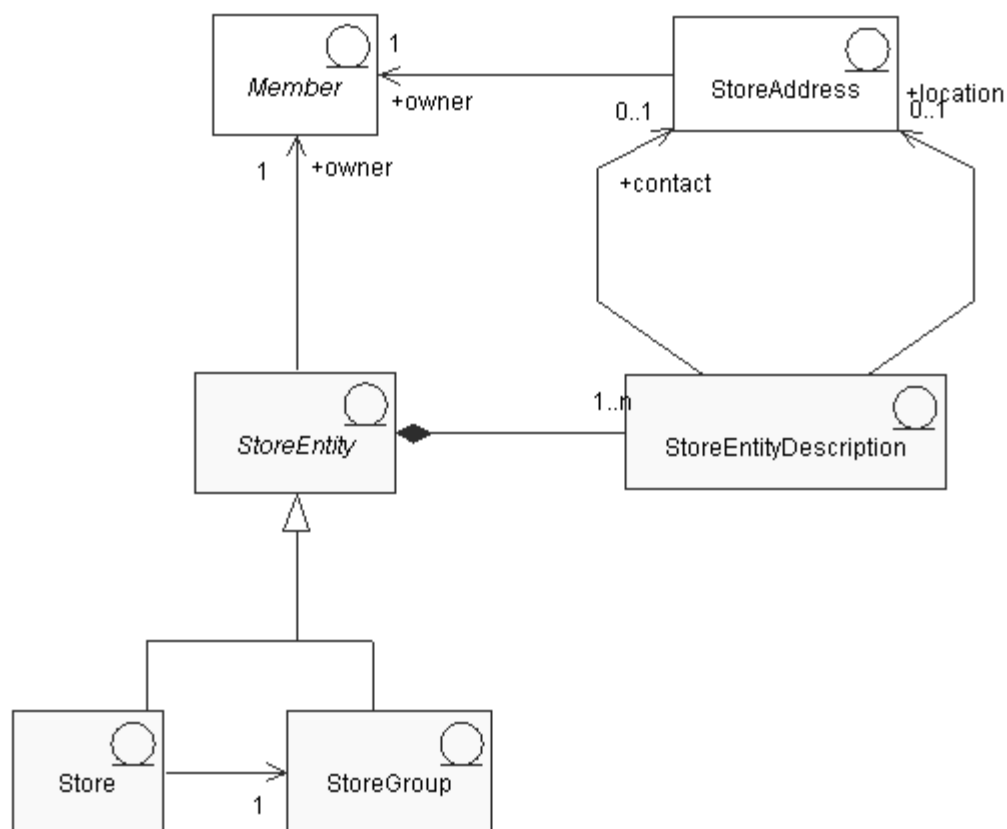 1
Member
+owner
StoreAddress
+location
0..1
0..1
1
+owner
+contact
StoreEntity
1..n
StoreEntityDescription
Store
1
StoreGroup